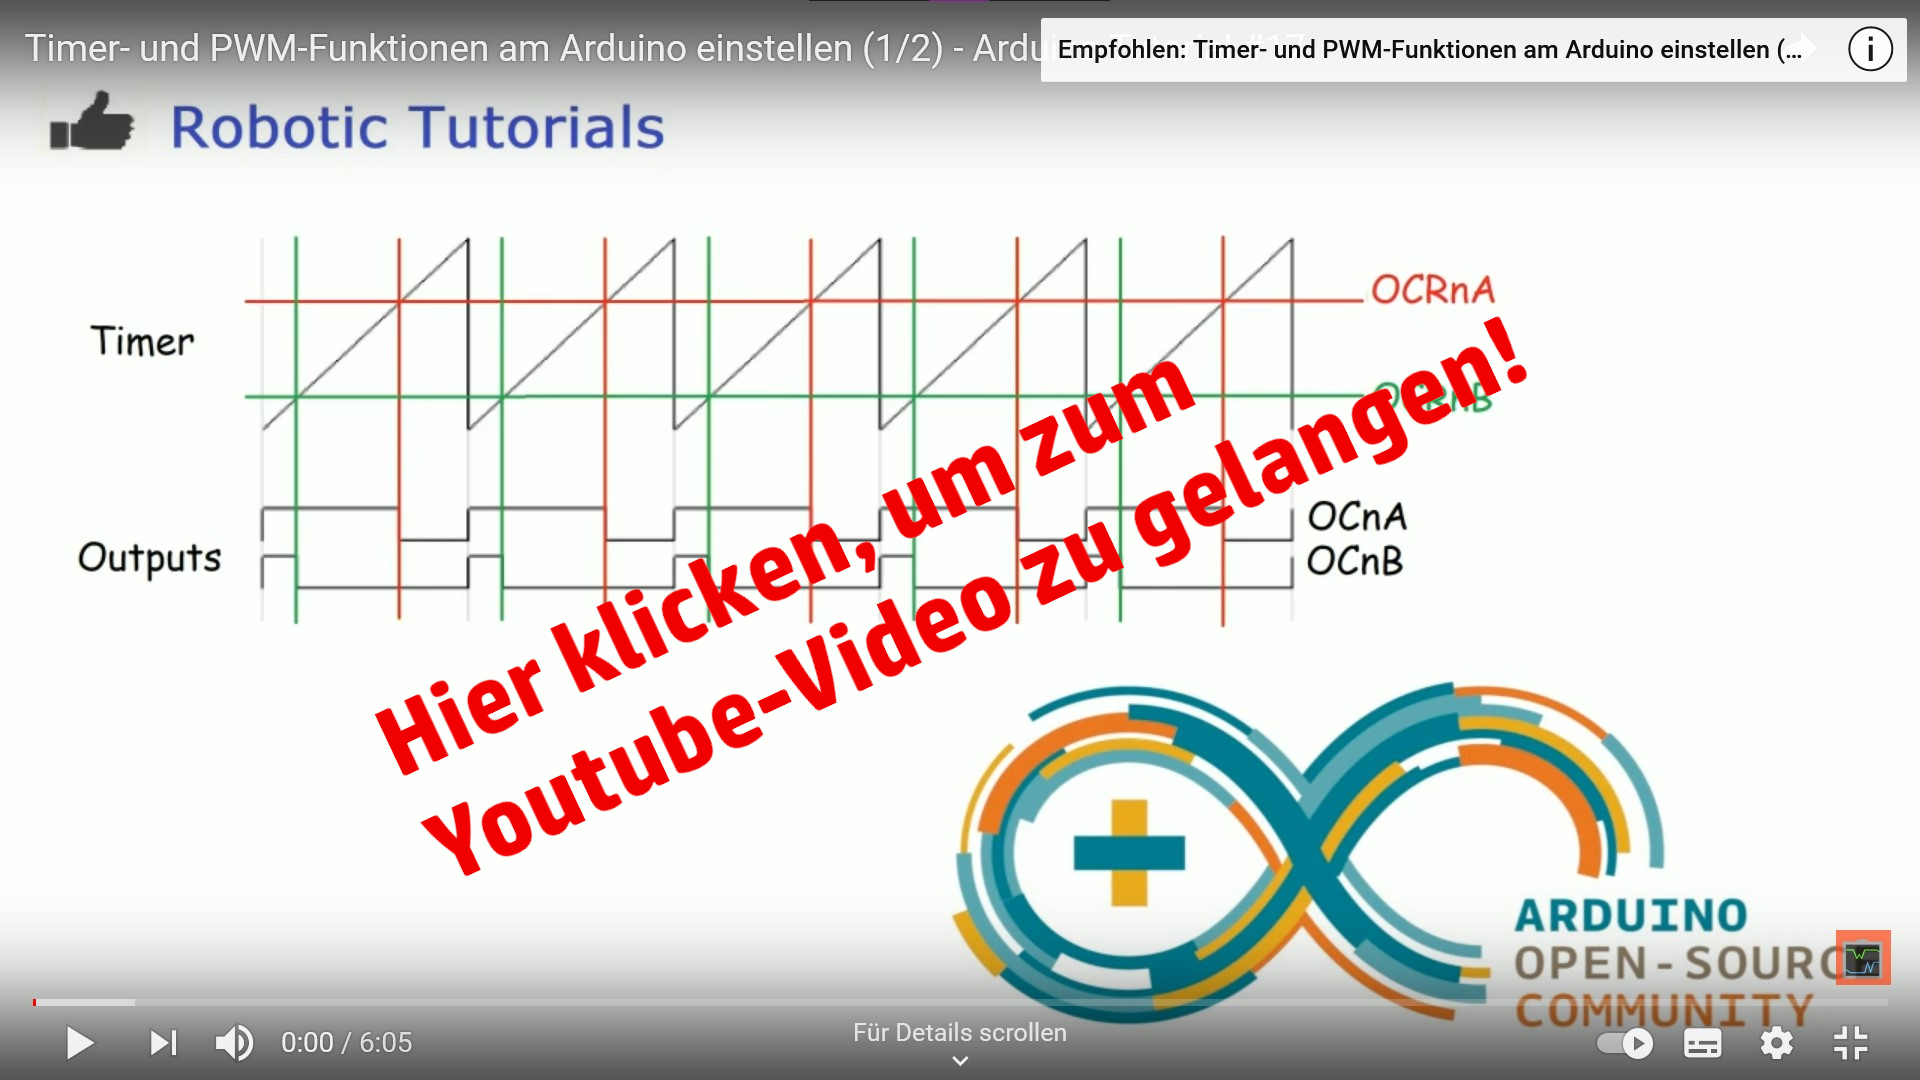 Timer- und PWM-Funktionen am Arduino einstellen (1/2) - Ardu
Empfohlen: Timer- und PWM-Funktionen am Arduino einstellen (...
Robotic Tutorials
OCRnA
Timer
OCRnB
Hier klicken, um zum
Youtube-Video zu gelangen!
OCnA
Outputs
OCnB
ARDUINO
OPEN-SOURC
COMMUNITY
0:00 / 6:05
Für Details scrollen